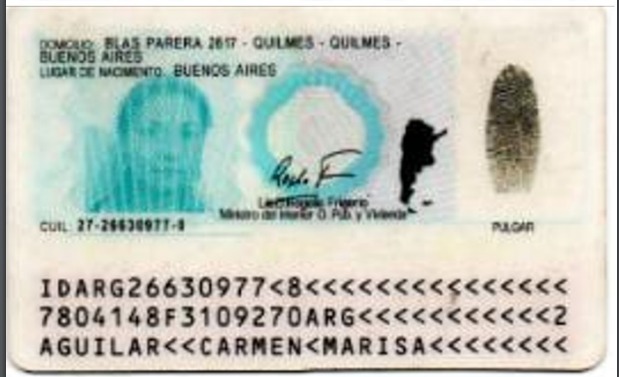 DOMICILIO: BLAS PARERA 2617 - QUILMES - QUILMES -
BUENOS AIRES
LUGAR DE NACIMIENTO: BUENOS AIRES
Lic. Rogelio Frigerio
Ministro del Interior O. Púb. y Vivienda
CUIL: 27-26630977-8
PULGAR
IDARG26630977<8<<<<<<<<<<<<<<<
7804148F3109270ARG<<<<<<<<<<<2
AGUILAR<<CARMEN<MARISA<<<<<<<<